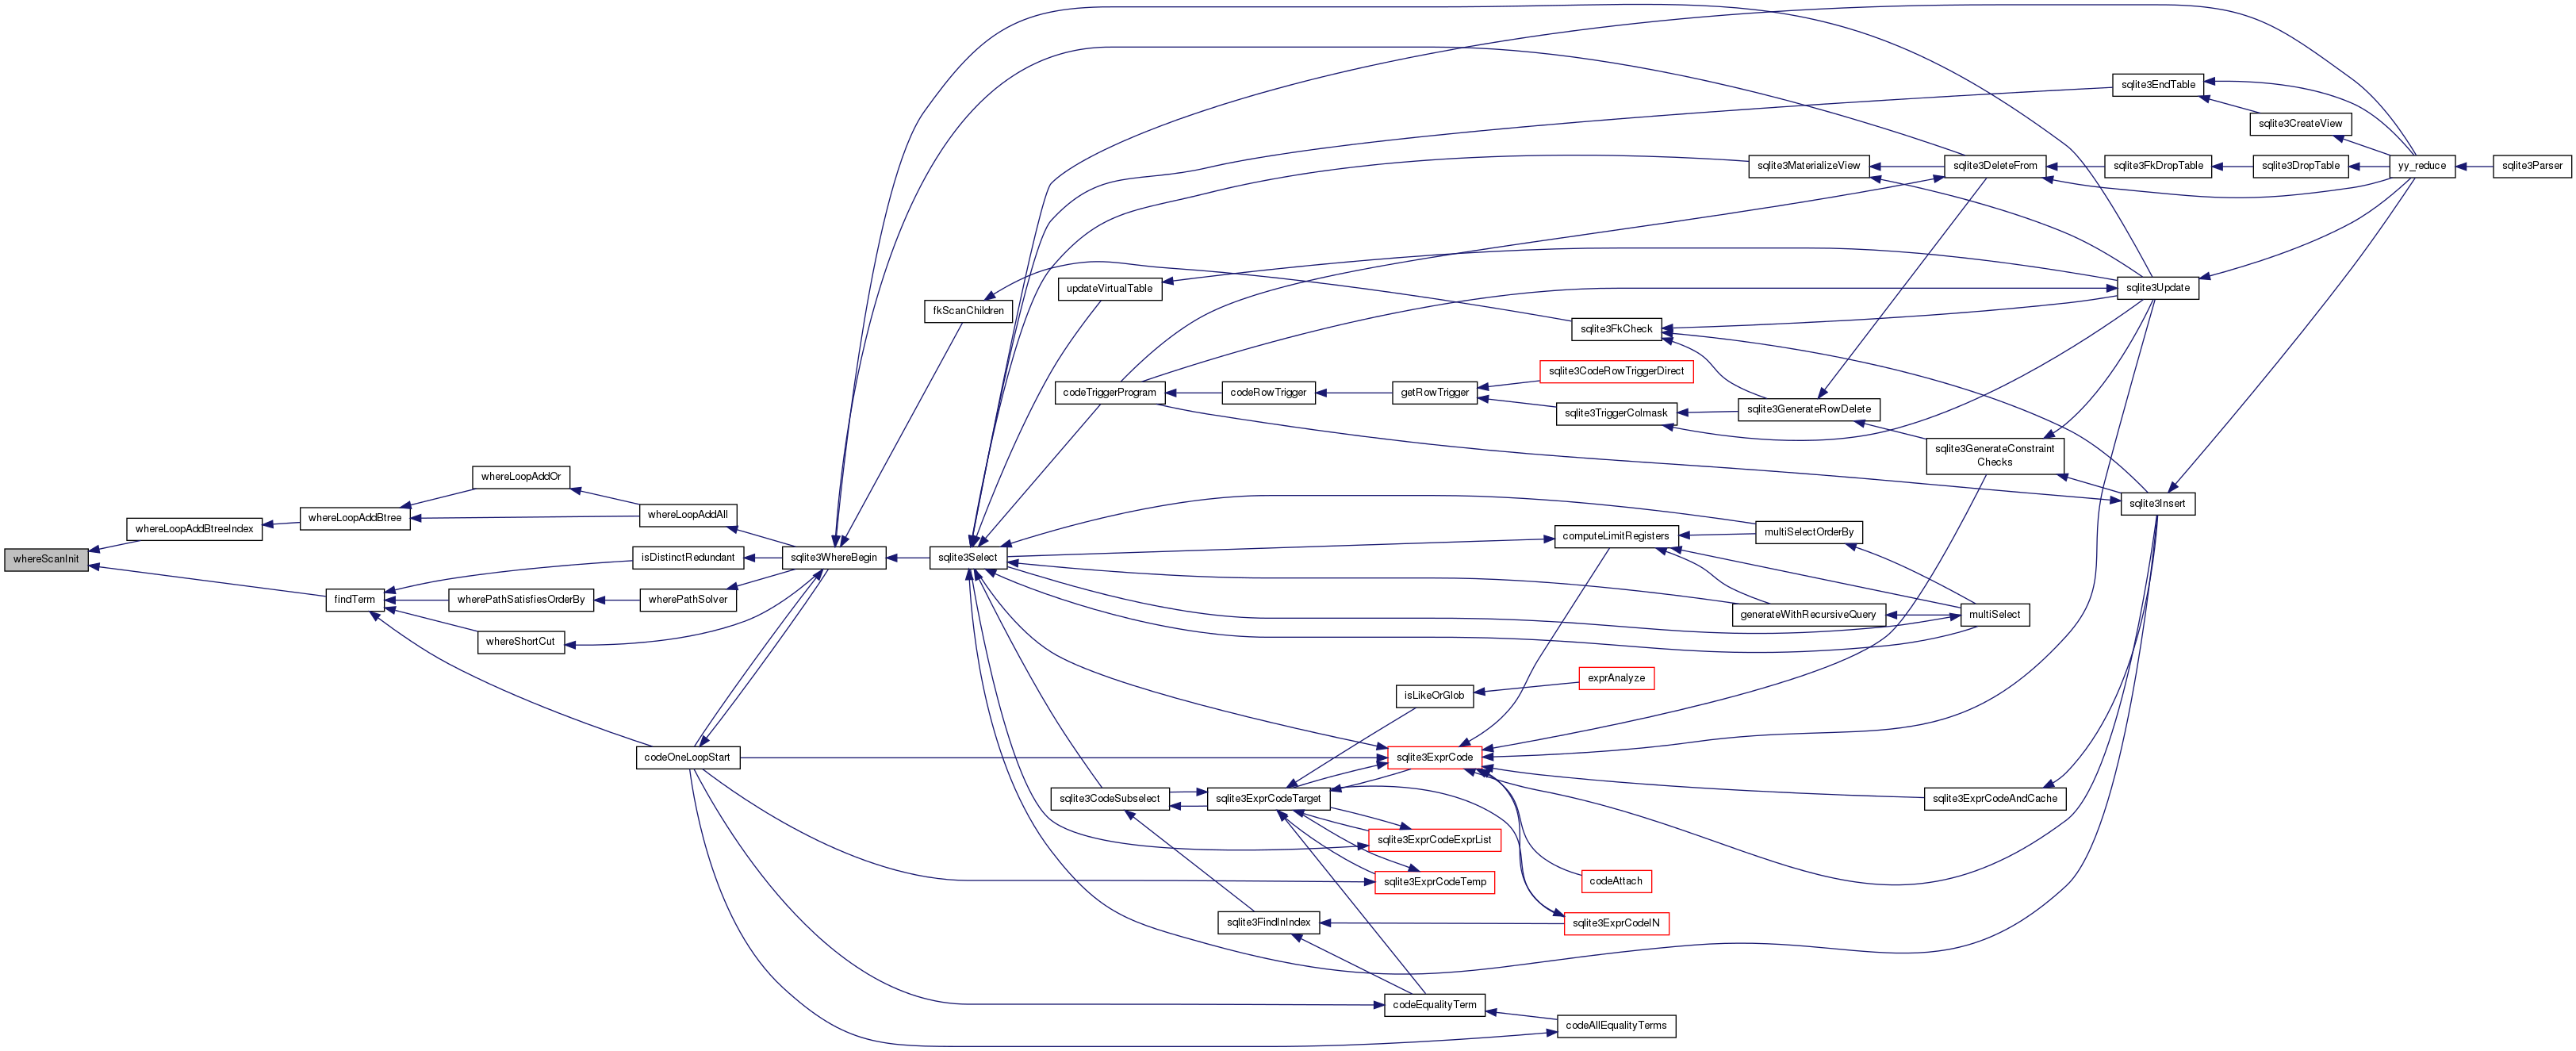 whereScanInit
whereLoopAddBtreeIndex
findTerm
whereLoopAddBtree
whereLoopAddOr
isDistinctRedundant
wherePathSatisfiesOrderBy
whereShortCut
whereLoopAddAll
wherePathSolver
codeOneLoopStart
sqlite3WhereBegin
fkScanChildren
sqlite3Select
updateVirtualTable
codeTriggerProgram
sqlite3CodeSubselect
sqlite3MaterializeView
codeRowTrigger
sqlite3ExprCodeTarget
sqlite3FindInIndex
getRowTrigger
isLikeOrGlob
sqlite3ExprCode
sqlite3ExprCodeExprList
sqlite3ExprCodeTemp
codeEqualityTerm
sqlite3FkCheck
sqlite3CodeRowTriggerDirect
sqlite3TriggerColmask
computeLimitRegisters
exprAnalyze
codeAttach
sqlite3ExprCodeIN
codeAllEqualityTerms
sqlite3GenerateRowDelete
multiSelectOrderBy
generateWithRecursiveQuery
sqlite3DeleteFrom
sqlite3GenerateConstraint
Checks
multiSelect
sqlite3ExprCodeAndCache
sqlite3EndTable
sqlite3FkDropTable
sqlite3Update
sqlite3Insert
sqlite3CreateView
sqlite3DropTable
yy_reduce
sqlite3Parser